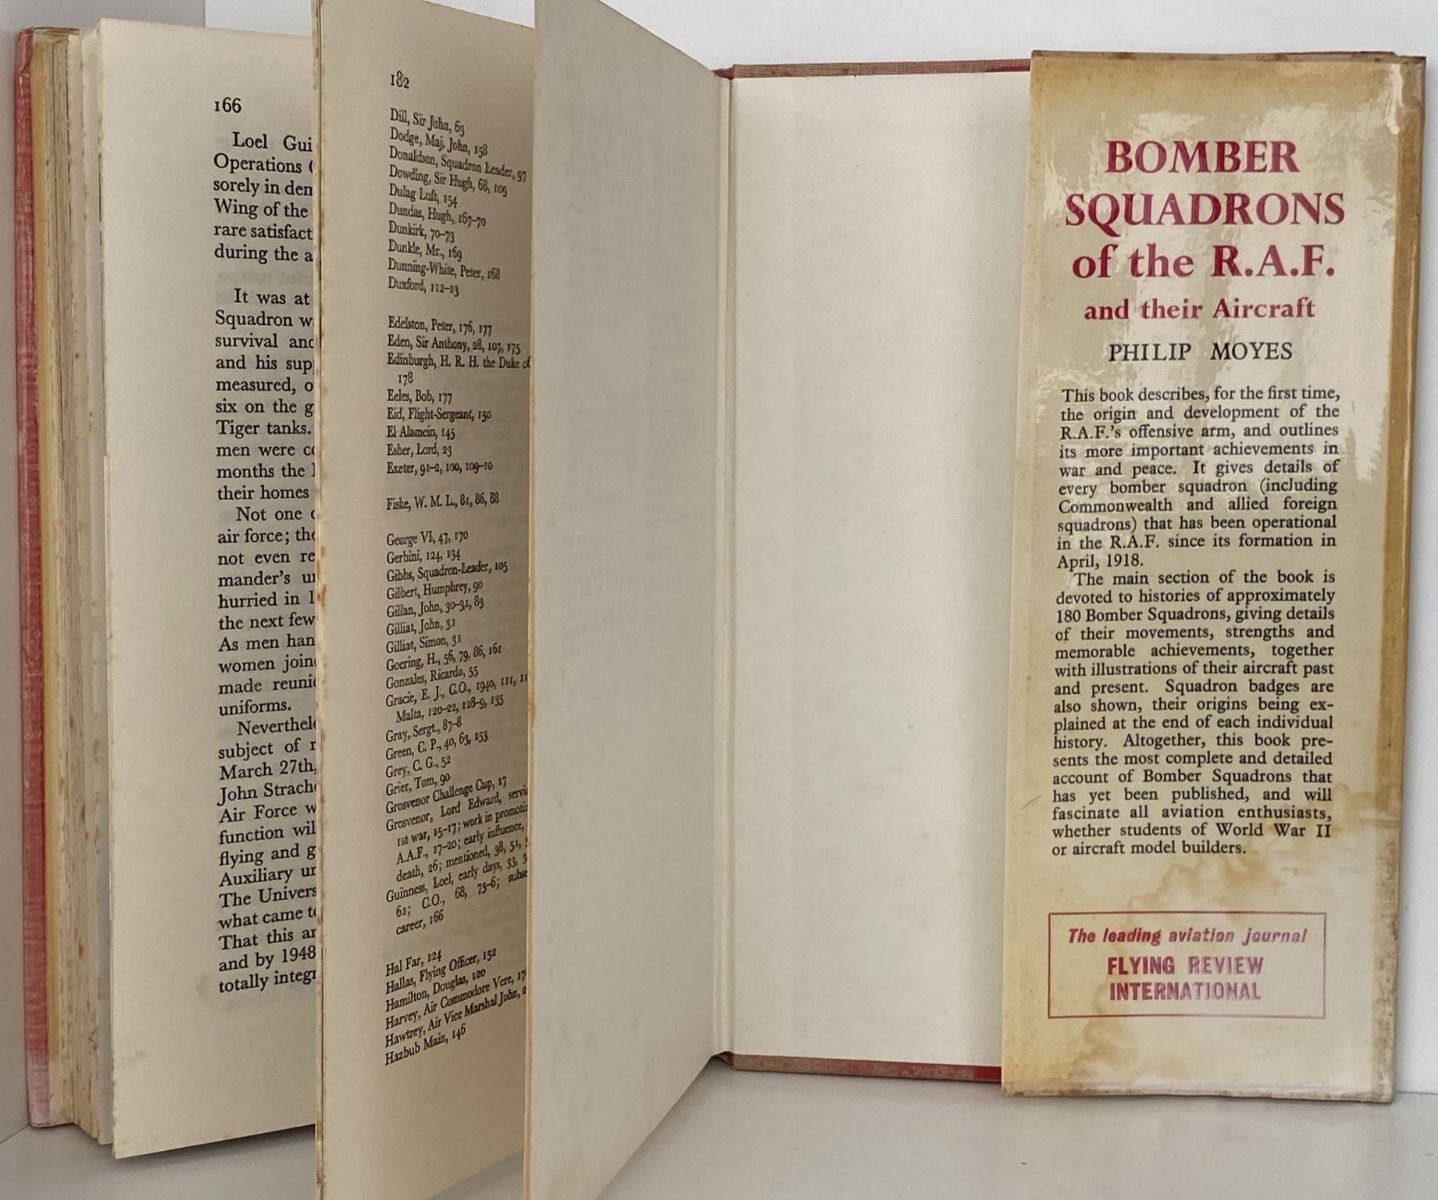 166
Loel Gui
Operations
sorely in den
Wing of the
rare satisfact
during the a
It was at
Squadron w
survival and
and his sup
measured, o
six on the g
Tiger tanks.
men were co
months the
their homes
Not one
air force; the
not even re
mander's un
hurried in 1
the next few
As men han
women join
made reuni
uniforms.
Neverthele
subject of r
March 27th,
John Strache
Air Force w
function wil
flying and g
Auxiliary un
The Univers
what came to
That this ar
and by 1948
totally integr
182
Dill, Sir John, 63
Dodge, Maj. John, 158
Donaldson, Squadron Leader, 97
Dowding, Sir Hugh, 68, 109
Dulag Luft, 154
Dundas, Hugh, 167-70
Dunkirk, 70-73
Dunkle, Mr., 169
Dunning-White, Peter, 168
Duxford, 112-13
Edelston, Peter, 176, 177
Eden, Sir Anthony, 28, 107, 175
Edinburgh, H. R. H. the Duke of
178
Eeles, Bob, 177
Eid, Flight-Sergeant, 150
El Alamein, 145
Esher, Lord, 23
Exeter, 91-2, 100, 109-10
Fiske, W. M. L., 81, 86, 88
George VI, 47, 170
Gerbini, 124, 134
Gibbs, Squadron-Leader, 105
Gilbert, Humphrey, 90
Gillan, John, 30-31, 83
Gilliat, John, 31
Gilliat, Simon, 31
Goering, H., 56, 79, 86, 161
Gonzales, Ricardo, 55
Gracie, E. J., C.O., 1940, 111, 11
Malta, 120-22, 128-9, 135
Gray, Sergt., 87-8
Green, C. P., 40, 63, 153
Grey, C. G., 52
Grier, Tom, 90
Grosvenor Challenge Cup, 17
Grosvenor, Lord Edward, servi
1st war, 15-17; work in promoti
A.A.F., 17-20; early influence,
death, 26; mentioned, 38, 51,
Guinness, Loel, early days, 33, 3
61; C.O., 68, 75-6; subse
career, 166
Hal Far, 124
Hallas, Flying Officer, 152
Hamilton, Douglas, 120
Harvey, Air Commodore Vere, 17
Hawtrey, Air Vice Marshal John, 2
Hazbub Main, 146
BOMBER
SQUADRONS
of the R.A.F.
and their Aircraft
PHILIP MOYES
This book describes, for the first time,
the origin and development of the
R.A.F.'s offensive arm, and outlines
its more important achievements in
war and peace. It gives details of
every bomber squadron (including
Commonwealth and allied foreign
squadrons) that has been operational
in the R.A.F. since its formation in
April, 1918.
The main section of the book is
devoted to histories of approximately
180 Bomber Squadrons, giving details
of their movements, strengths and
memorable achievements, together
with illustrations of their aircraft past
and present. Squadron badges are
also shown, their origins being ex-
plained at the end of each individual
history. Altogether, this book pre-
sents the most complete and detailed
account of Bomber Squadrons that
has yet been published, and will
fascinate all aviation enthusiasts,
whether students of World War II
or aircraft model builders.
The leading aviation journal
FLYING REVIEW
INTERNATIONAL